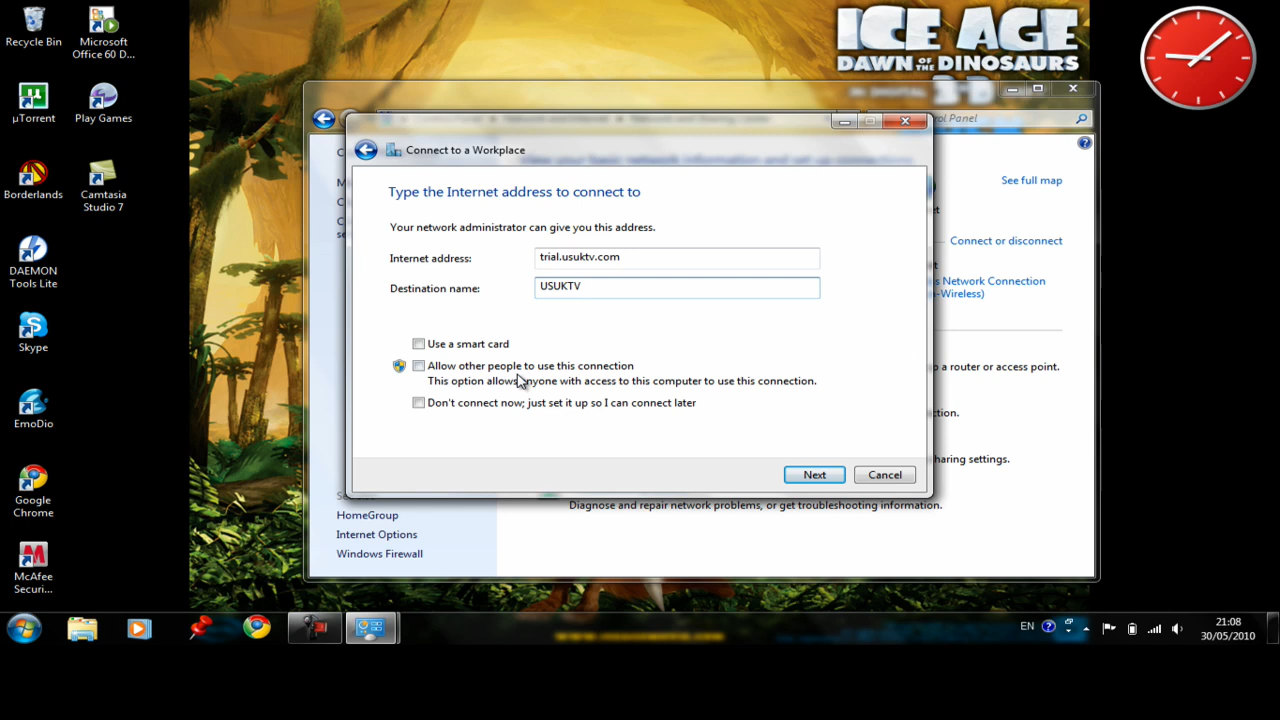 Recycle Bin
Microsoft
Office 60 D...
µTorrent
Play Games
Borderlands
Camtasia
Studio 7
DAEMON
Tools Lite
Skype
EmoDio
Google
Chrome
McAfee
Securi...
ICE AGE
DAWN OF THE DINOSAURS
IN DIGITAL 3-D
ol Panel
See full map
Connect or disconnect
s Network Connection
n-Wireless)
p a router or access point.
ction.
haring settings.
Connect to a Workplace
Type the Internet address to connect to
Your network administrator can give you this address.
Internet address: trial.usuktv.com
Destination name: USUKTV
Use a smart card
Allow other people to use this connection
This option allows anyone with access to this computer to use this connection.
Don't connect now; just set it up so I can connect later
Next
Cancel
Diagnose and repair network problems, or get troubleshooting information.
HomeGroup
Internet Options
Windows Firewall
EN
21:08
30/05/2010